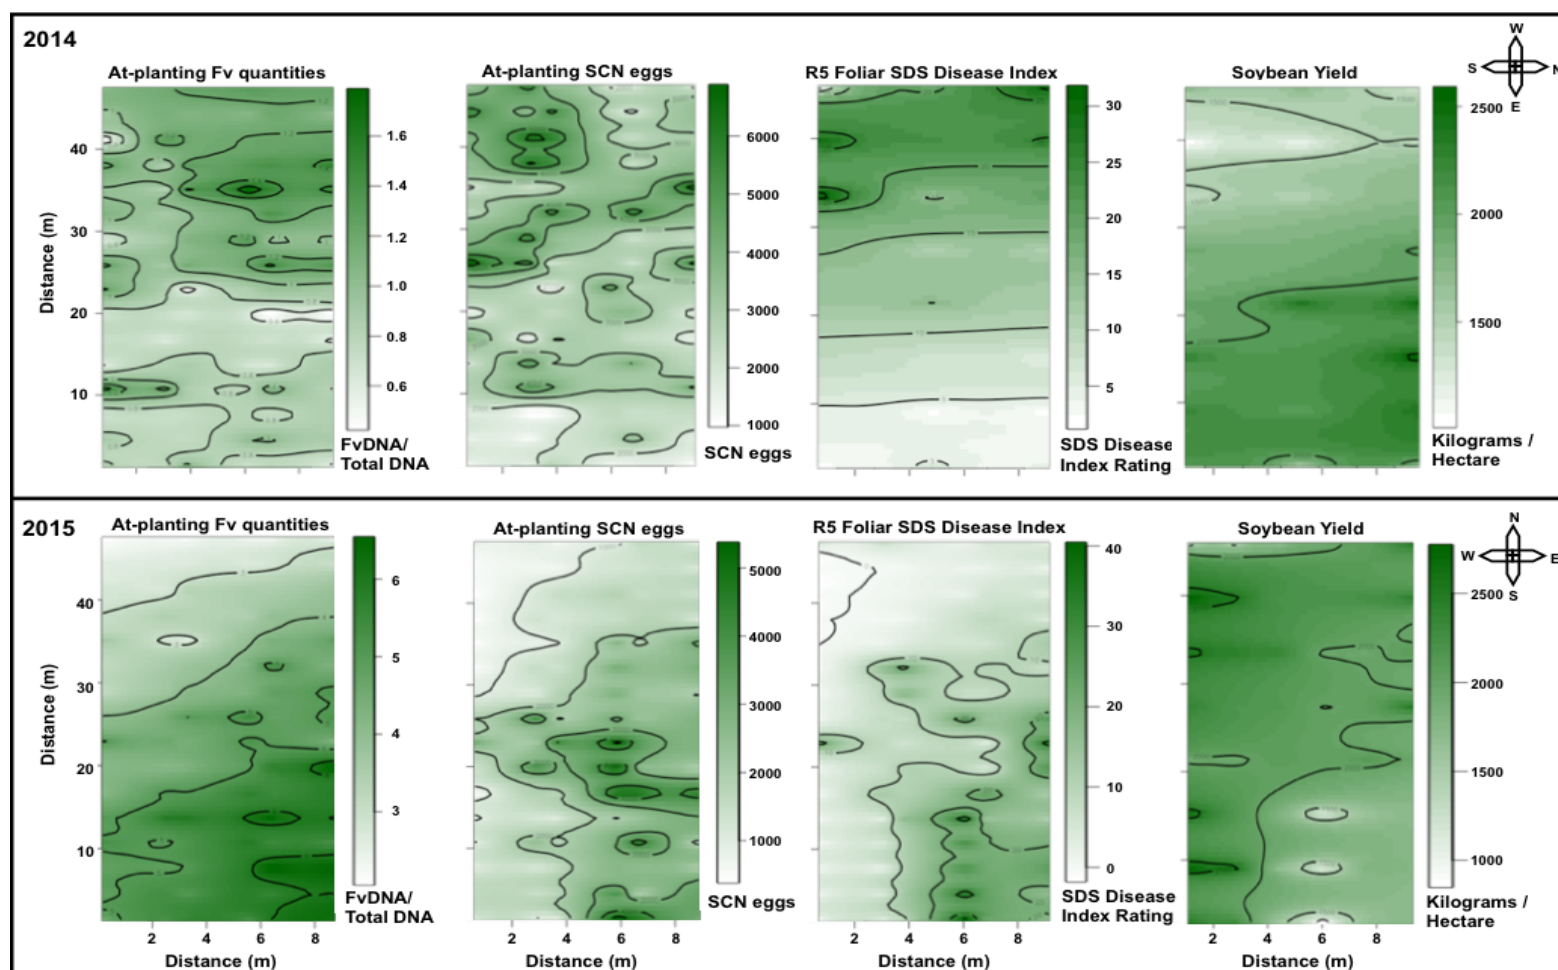 2014
At-planting Fv quantities
At-planting SCN eggs
R5 Foliar SDS Disease Index
Soybean Yield
W
S
N
E
Distance (m)
40
30
20
10
1.6
1.4
1.2
1.0
0.8
0.6
FvDNA/
Total DNA
6000
5000
4000
3000
2000
1000
SCN eggs
30
25
20
15
10
5
SDS Disease
Index Rating
2500
2000
1500
Kilograms /
Hectare
2015
At-planting Fv quantities
At-planting SCN eggs
R5 Foliar SDS Disease Index
Soybean Yield
N
W
E
S
Distance (m)
40
30
20
10
6
5
4
3
FvDNA/
Total DNA
5000
4000
3000
2000
1000
SCN eggs
40
30
20
10
0
SDS Disease
Index Rating
2500
2000
1500
1000
Kilograms /
Hectare
2 4 6 8
2 4 6 8
2 4 6 8
2 4 6 8
Distance (m)
Distance (m)
Distance (m)
Distance (m)